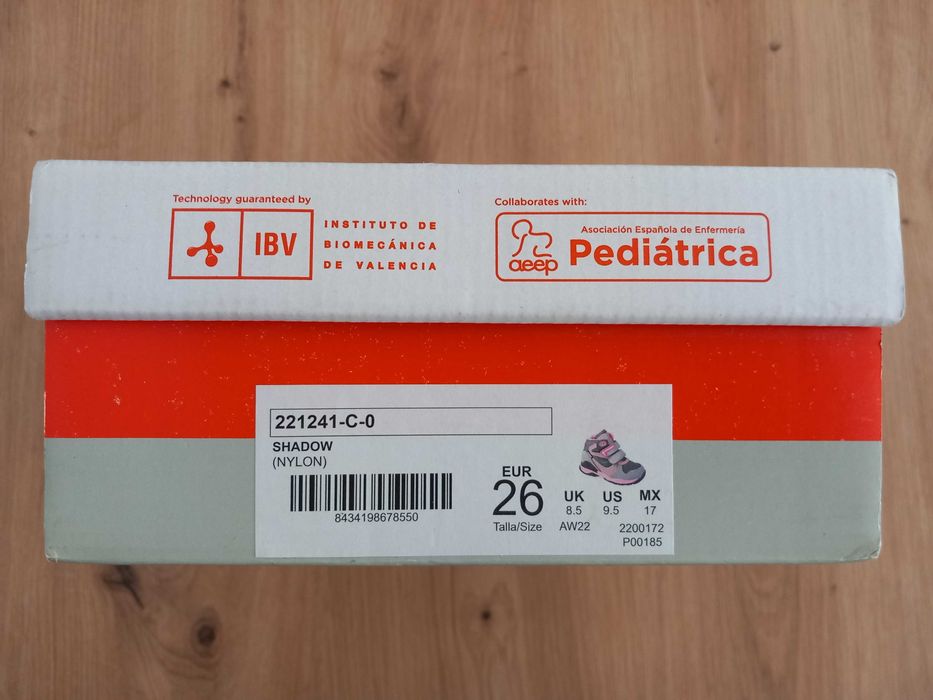 Technology guaranteed by
IBV
INSTITUTO DE
BIOMECÁNICA
DE VALENCIA
Collaborates with:
aeep
Asociación Española de Enfermería
Pediátrica
221241-C-0
SHADOW
(NYLON)
8434198678550
EUR
26
Talla/Size
UK US MX
8.5 9.5 17
AW22 2200172
P00185